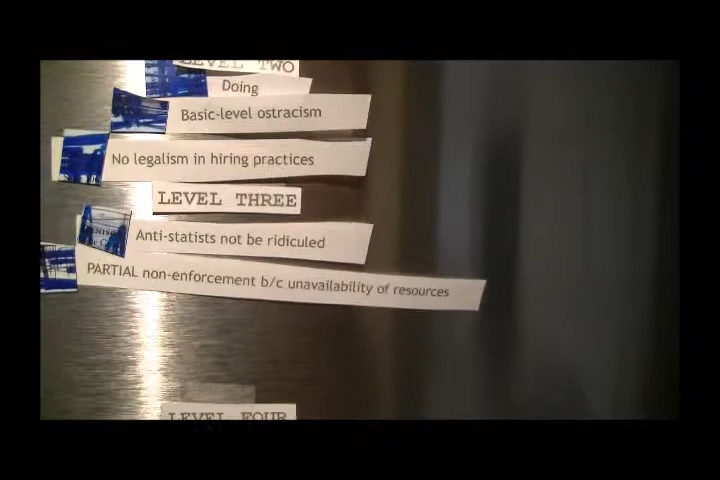 LEVEL TWO
Doing
Basic-level ostracism
No legalism in hiring practices
LEVEL THREE
Anti-statists not be ridiculed
PARTIAL non-enforcement b/c unavailability of resources
LEVEL FOUR